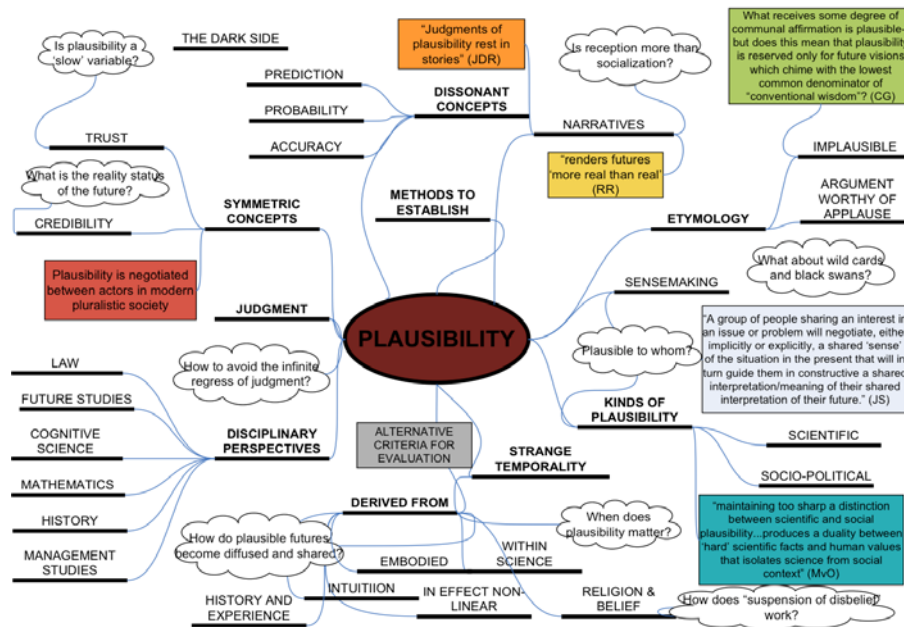 THE DARK SIDE
Is plausibility a
‘slow’ variable?
TRUST
PREDICTION
PROBABILITY
ACCURACY
“Judgments of
plausibility rest in
stories” (JDR)
DISSONANT
CONCEPTS
Is reception more than
socialization?
NARRATIVES
“renders futures
‘more real than real’
(RR)
What receives some degree of
communal affirmation is plausible-
but does this mean that plausibility
is reserved only for future visions
which chime with the lowest
common denominator of
“conventional wisdom”? (CG)
IMPLAUSIBLE
ARGUMENT
WORTHY OF
APPLAUSE
ETYMOLOGY
What is the reality status
of the future?
CREDIBILITY
SYMMETRIC
CONCEPTS
METHODS TO
ESTABLISH
Plausibility is negotiated
between actors in modern
pluralistic society
JUDGMENT
PLAUSIBILITY
SENSEMAKING
What about wild cards
and black swans?
How to avoid the infinite
regress of judgment?
Plausible to whom?
“A group of people sharing an interest in
an issue or problem will negotiate, either
implicitly or explicitly, a shared ‘sense’
of the situation in the present that will in
turn guide them in constructive a shared
interpretation/meaning of their shared
interpretation of their future.” (JS)
LAW
FUTURE STUDIES
COGNITIVE
SCIENCE
MATHEMATICS
HISTORY
MANAGEMENT
STUDIES
DISCIPLINARY
PERSPECTIVES
ALTERNATIVE
CRITERIA FOR
EVALUATION
STRANGE
TEMPORALITY
KINDS OF
PLAUSIBILITY
SCIENTIFIC
SOCIO-POLITICAL
“maintaining too sharp a distinction
between scientific and social
plausibility...produces a duality between
‘hard’ scientific facts and human values
that isolates science from social
context” (MvO)
DERIVED FROM
How do plausible futures
become diffused and shared?
When does
plausibility matter?
EMBODIED
WITHIN
SCIENCE
INTUITIION
HISTORY AND
EXPERIENCE
IN EFFECT NON-
LINEAR
RELIGION &
BELIEF
How does “suspension of disbelief’
work?